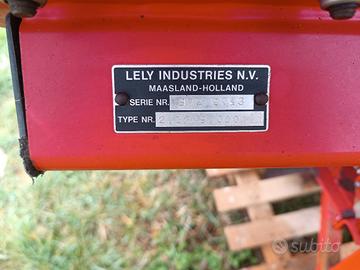 LELY INDUSTRIES N.V.
MAASLAND-HOLLAND
SERIE NR.
TYPE NR.
subito